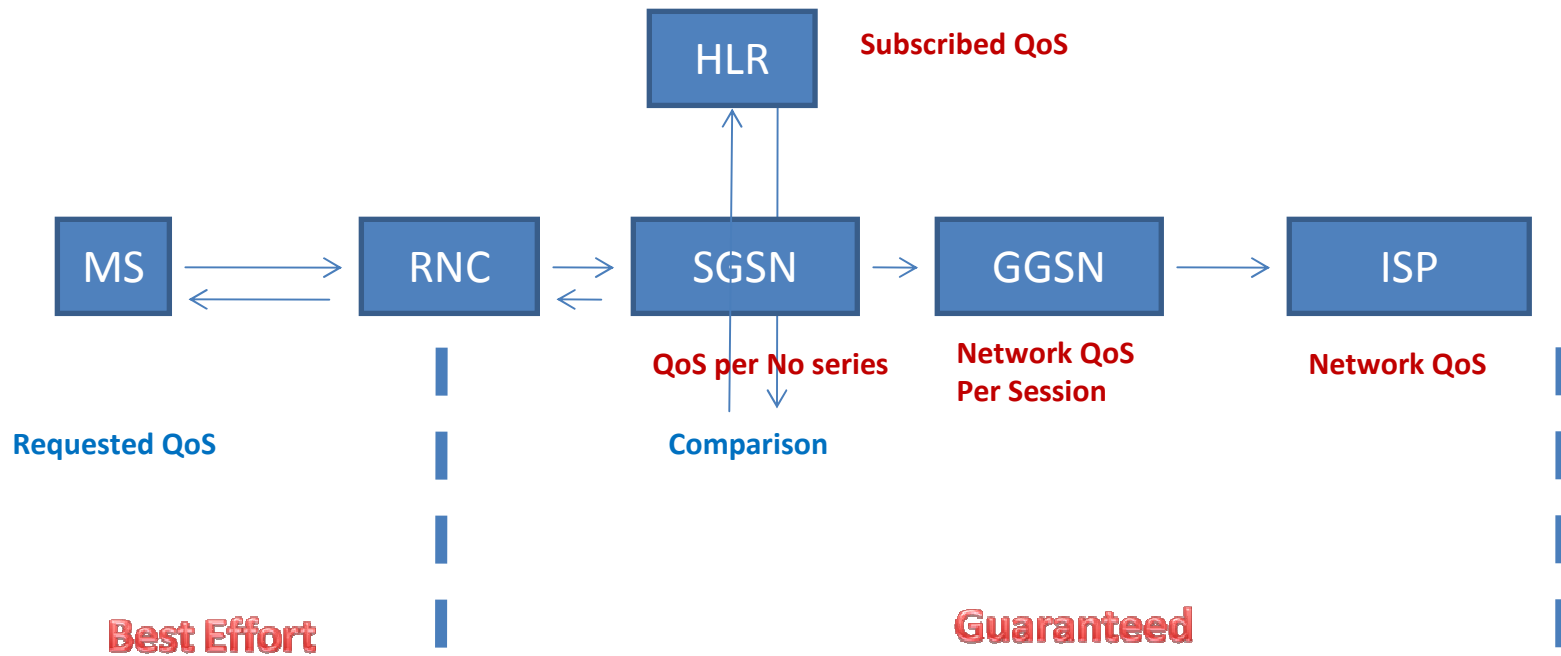 HLR
Subscribed QoS
MS
RNC
SGSN
GGSN
ISP
QoS per No series
Network QoS
Per Session
Network QoS
Requested QoS
Comparison
Best Effort
Guaranteed